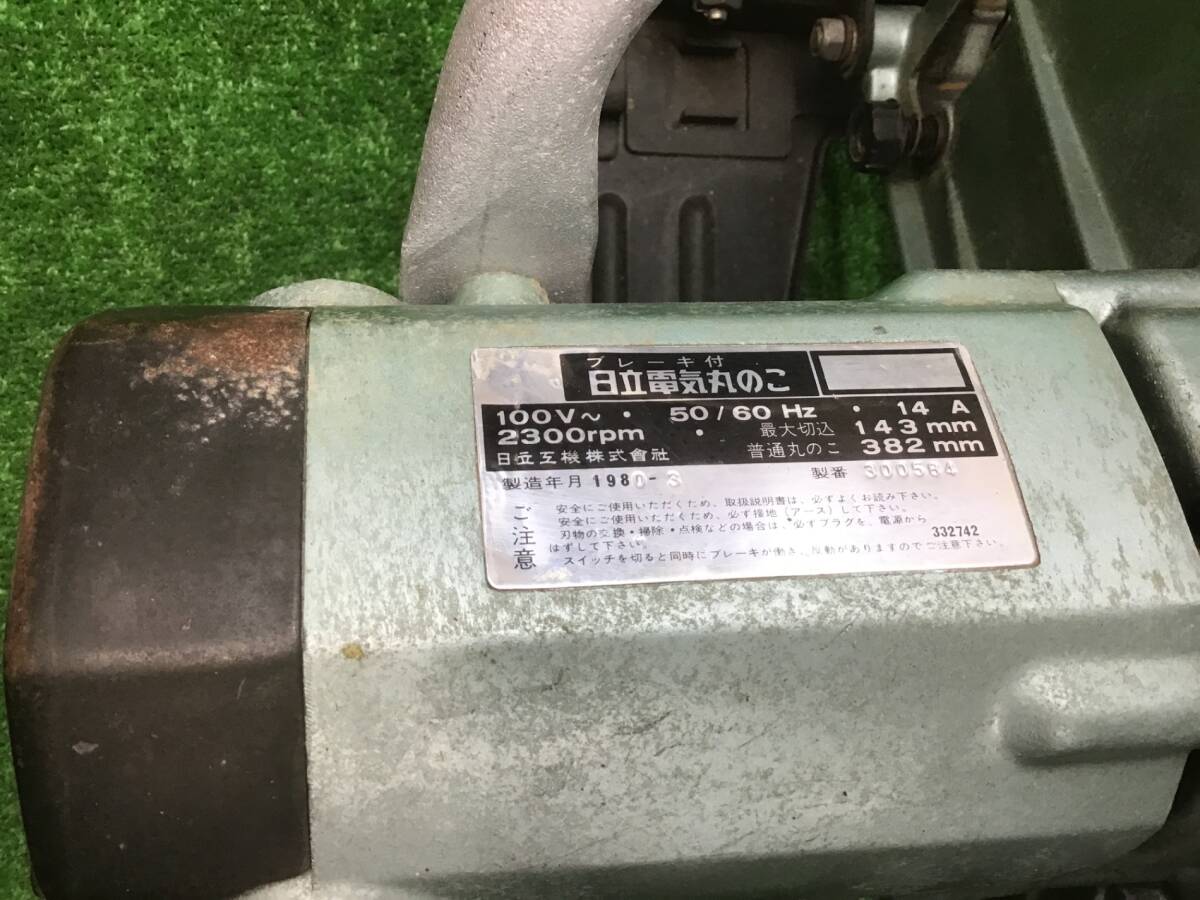 ブレーキ付
日立電気丸のこ
100V～ ・ 50/60 Hz ・ 14 A
2300rpm ・ 最大切込 143 mm
日立工機株式會社 普通丸のこ 382 mm
製造年月 1980-3 製番 300564
ご注意
安全にご使用いただくため、取扱説明書は、必ずよくお読み下さい。
安全にご使用いただくため、必ず接地(アース)して下さい。
刃物の交換・掃除・点検などの場合は、必ずプラグを、電源から
はずして下さい。 332742
スイッチを切ると同時にブレーキが働き、反動がありますのでご注意下さい。